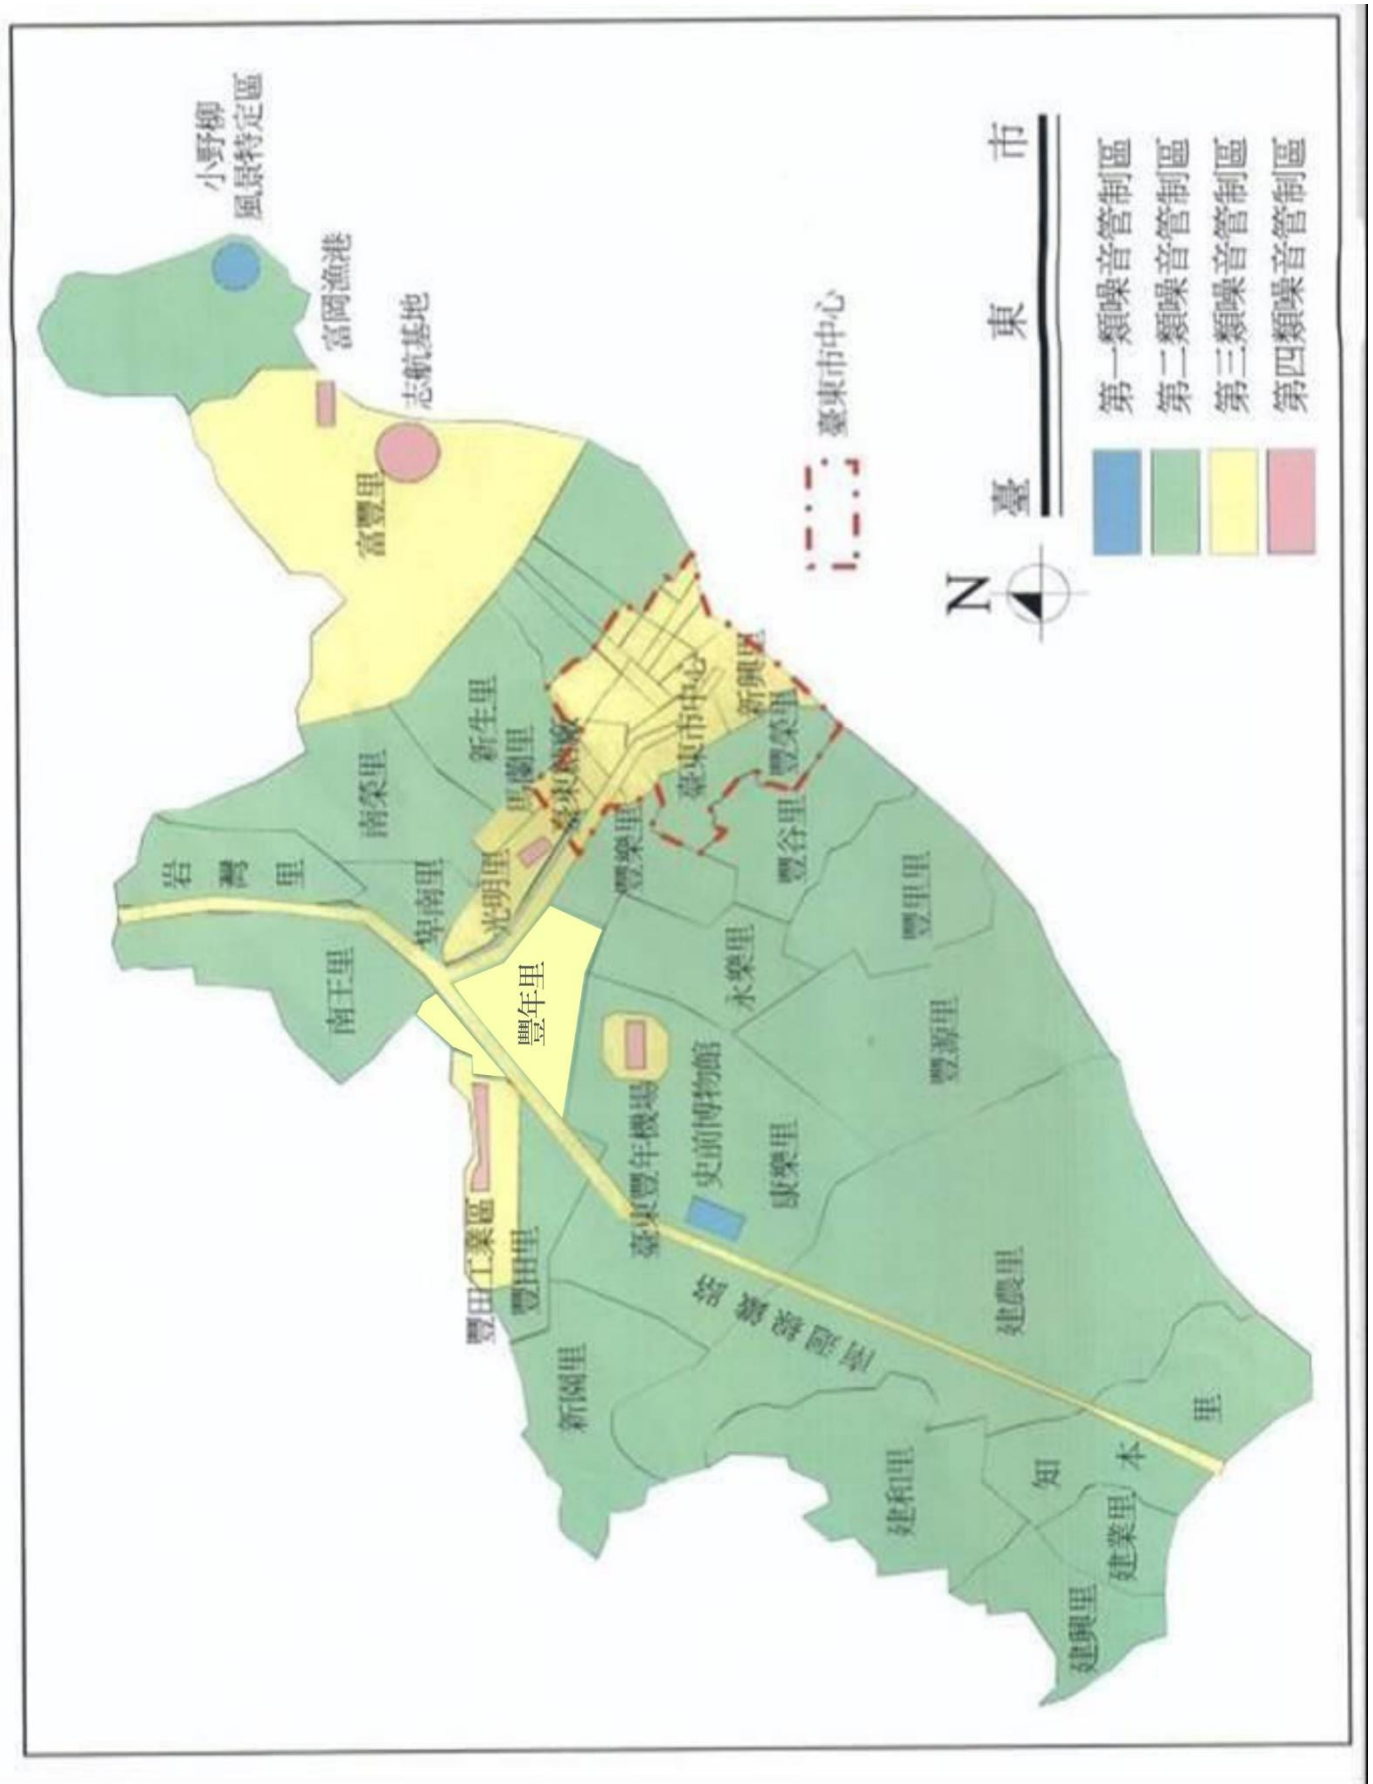 臺東市
N
第一類噪音管制區
第二類噪音管制區
第三類噪音管制區
第四類噪音管制區
臺東市中心
小野柳
風景特定區
富岡漁港
志航基地
富豐里
岩灣里
南榮里
新生里
馬蘭里
卑南里
南王里
光明里
豐年里
臺東市中心
新興里
豐榮里
豐樂里
豐谷里
豐里里
永樂里
豐源里
臺東豐年機場
史前博物館
康樂里
豐田工業區
豐田里
新園里
南迴線鐵路
建農里
建和里
知本里
建業里
建興里